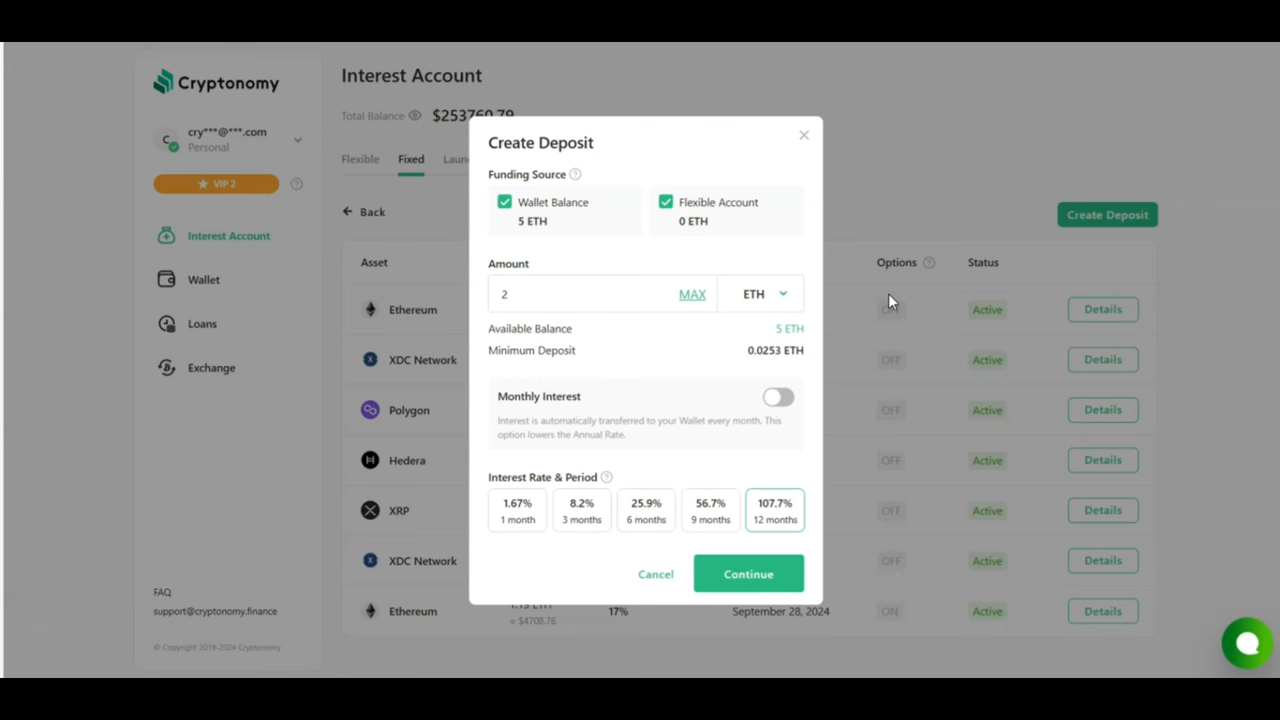 Cryptonomy
Interest Account
Total Balance $253760.79
cry***@***.com
Personal
VIP 2
Flexible Fixed
Back
Create Deposit
Interest Account
Wallet
Loans
Exchange
FAQ
support@cryptonomy.finance
© Copyright 2018-2024 Cryptonomy
Asset Options Status
Ethereum Active Details
XDC Network OFF Active Details
Polygon OFF Active Details
Hedera OFF Active Details
XRP OFF Active Details
XDC Network OFF Active Details
Ethereum 17% September 28, 2024 ON Active Details
≈ $4708.76
Create Deposit
Funding Source
Wallet Balance Flexible Account
5 ETH 0 ETH
Amount
2 MAX ETH
Available Balance 5 ETH
Minimum Deposit 0.0253 ETH
Monthly Interest
Interest is automatically transferred to your Wallet every month. This
option lowers the Annual Rate.
Interest Rate & Period
1.67% 8.2% 25.9% 56.7% 107.7%
1 month 3 months 6 months 9 months 12 months
Cancel Continue